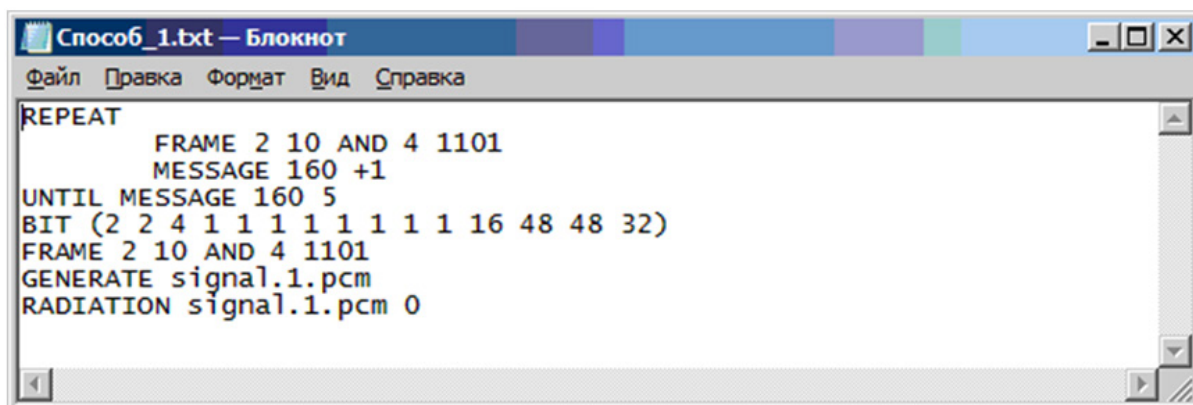 Способ_1.txt — Блокнот
Файл Правка Формат Вид Справка
REPEAT
FRAME 2 10 AND 4 1101
MESSAGE 160 +1
UNTIL MESSAGE 160 5
BIT (2 2 4 1 1 1 1 1 1 1 1 16 48 48 32)
FRAME 2 10 AND 4 1101
GENERATE signal.1.pcm
RADIATION signal.1.pcm 0